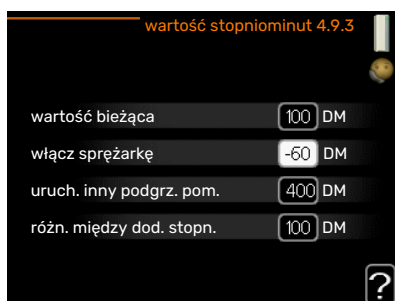 wartość stopniominut 4.9.3
wartość bieżąca 100 DM
włącz sprężarkę -60 DM
uruch. inny podgrz. pom. 400 DM
różn. między dod. stopn. 100 DM
?